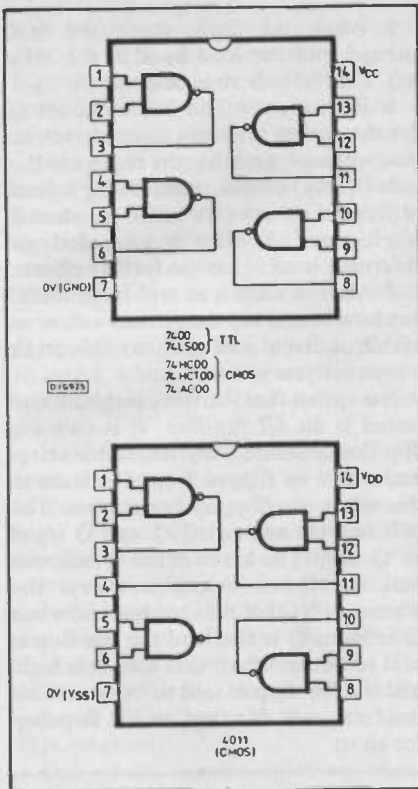 1
14 VCC
2
13
3
12
4
11
5
10
6
9
0V(GND) 7
8
7400
74LS00 TTL
74HC00
74HCT00 CMOS
74AC00
DIG925
1
14 VDD
2
13
3
12
4
11
5
10
6
9
0V(VSS) 7
8
4011
(CMOS)